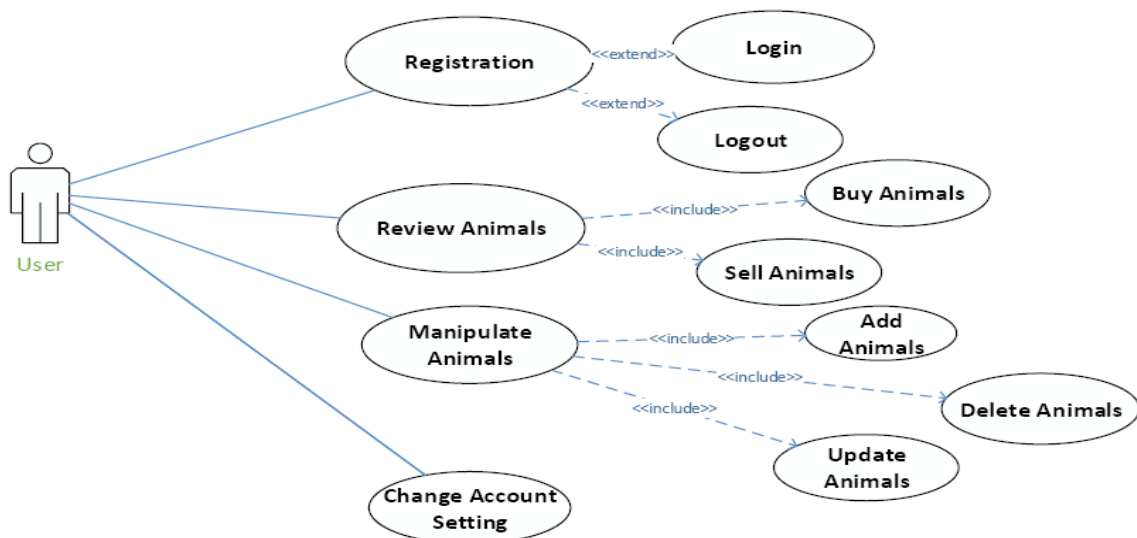 Registration
<<extend>>
Login
<<extend>>
Logout
User
Review Animals
<<include>>
Buy Animals
<<include>>
Sell Animals
Manipulate
Animals
<<include>>
Add
Animals
<<include>>
Delete Animals
<<include>>
Update
Animals
Change Account
Setting